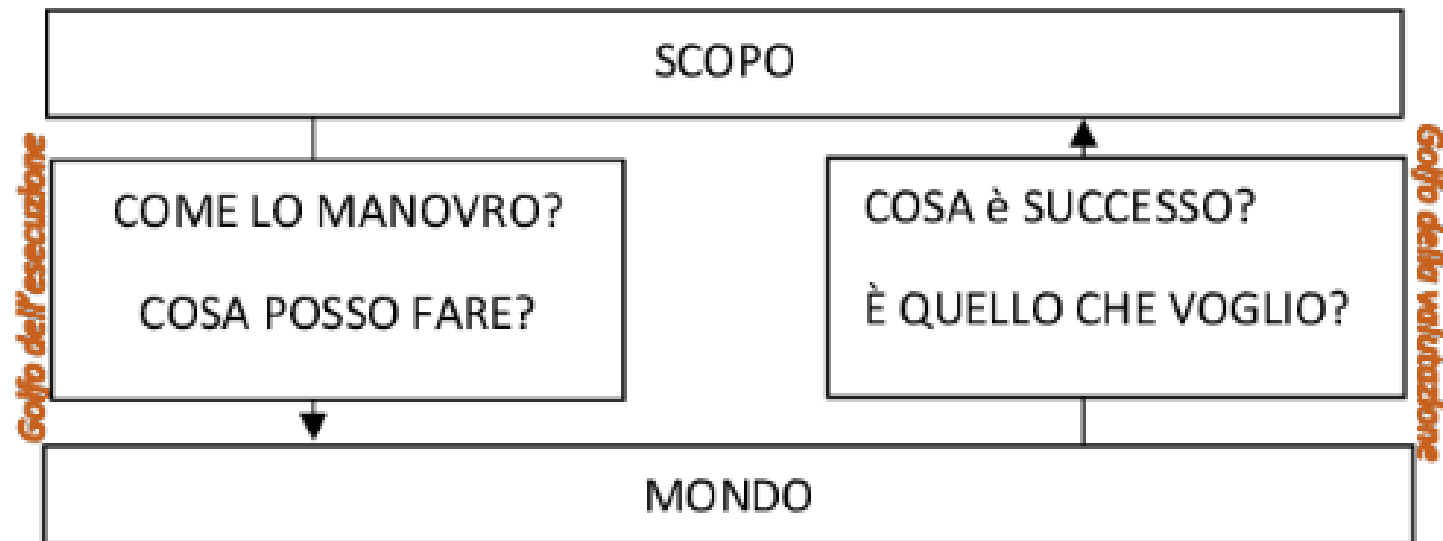 SCOPO
Golfo dell'esecuzione
COME LO MANOVRO?
COSA POSSO FARE?
COSA è SUCCESSO?
È QUELLO CHE VOGLIO?
Golfo della valutazione
MONDO